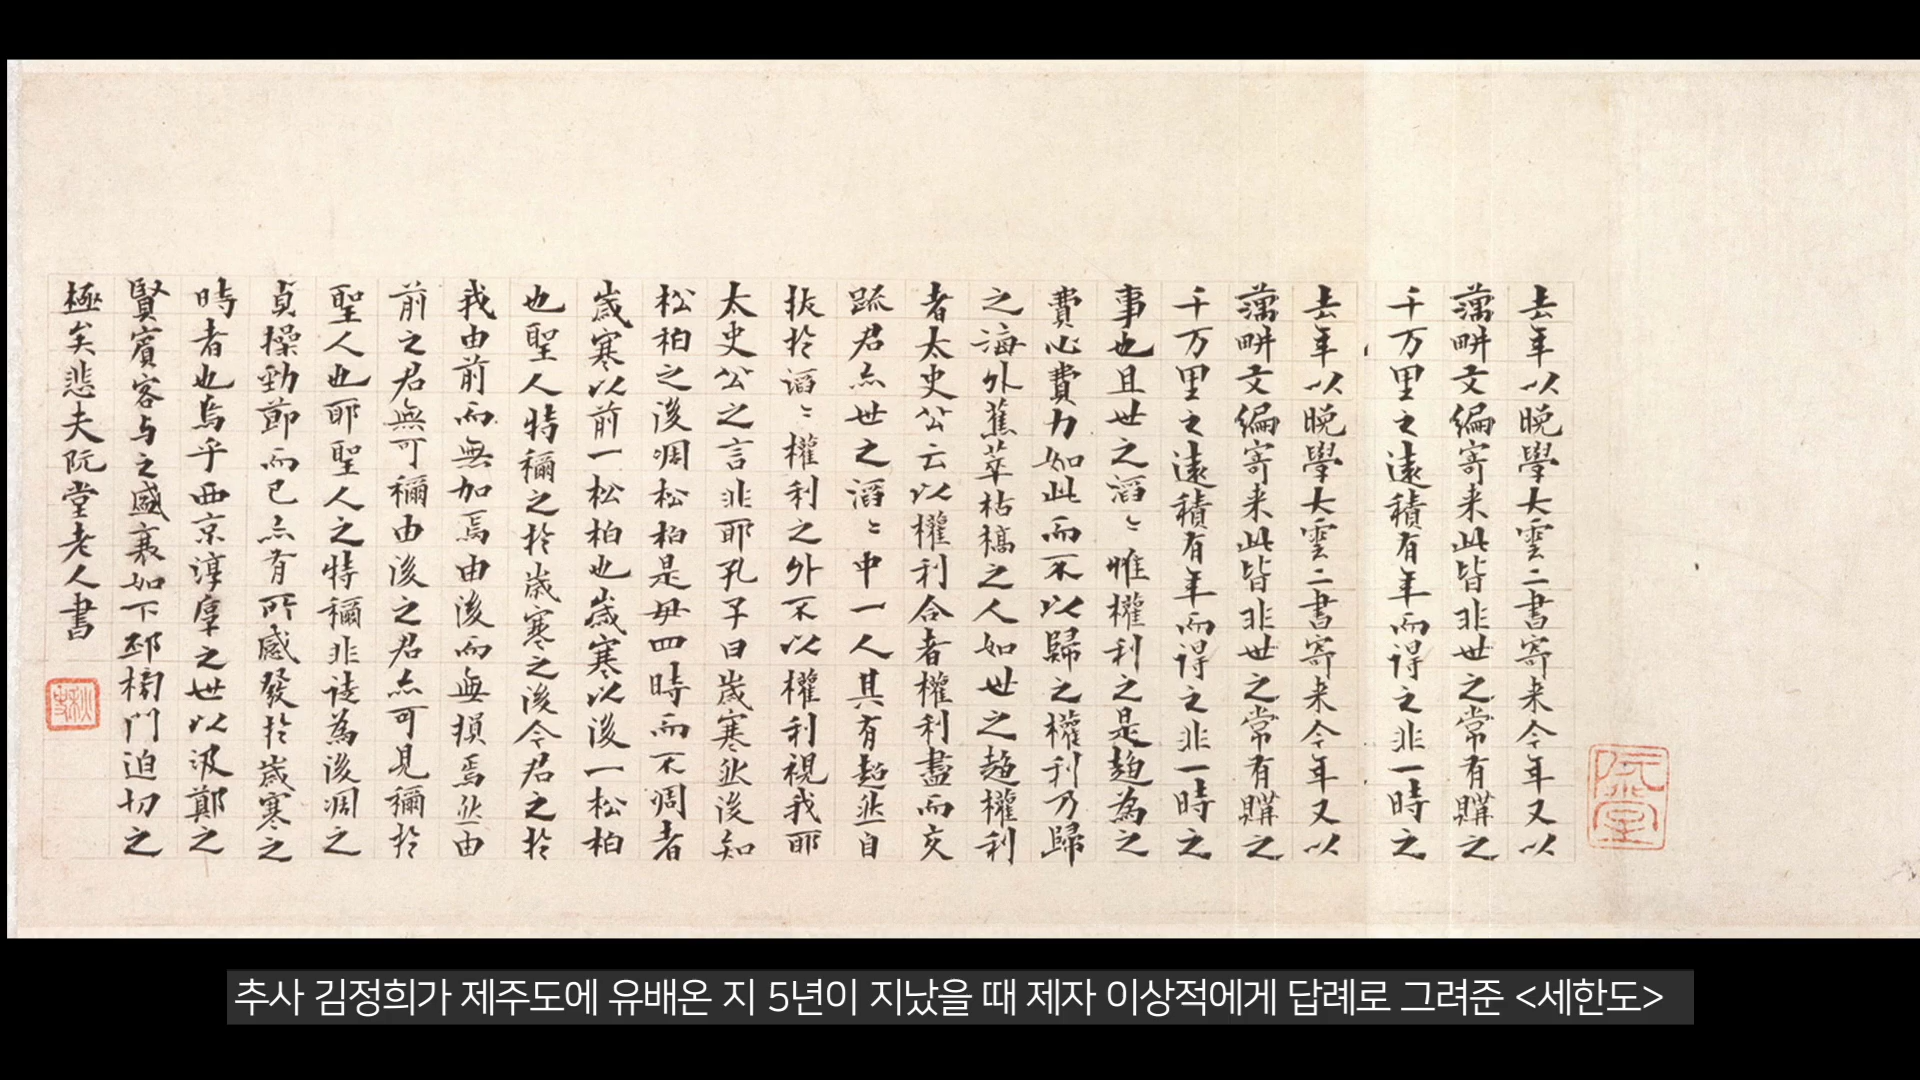 阮堂
去年以晚學大雲二書寄来今年又以
藕畊文編寄来此皆非世之常有購之
千万里之遠積有年而得之非一時之
去年以晚學大雲二書寄来今年又以
藕畊文編寄来此皆非世之常有購之
千万里之遠積有年而得之非一時之
事也且世之滔〻惟權利之是趨為之
費心費力如此而不以歸之權利乃歸
之海外蕉萃枯槁之人如世之趨權利
者太史公云以權利合者權利盡而交
踈君亦世之滔〻中一人其有超然自
拔於滔〻權利之外不以權利視我耶
太史公之言非耶孔子曰歲寒然後知
松柏之後凋松柏是毋四時而不凋者
歲寒以前一松柏也歲寒以後一松柏
也聖人特稱之於歲寒之後今君之於
我由前而無加焉由後而無損焉然由
前之君無可稱由後之君亦可見稱於
聖人也耶聖人之特稱非徒為後凋之
貞操勁節而已亦有所感發於歲寒之
時者也烏乎西京淳厚之世以汲鄭之
賢賓客与之盛衰如下邳榜門迫切之
極矣悲夫阮堂老人書
秋史
추사 김정희가 제주도에 유배온 지 5년이 지났을 때 제자 이상적에게 답례로 그려준 <세한도>